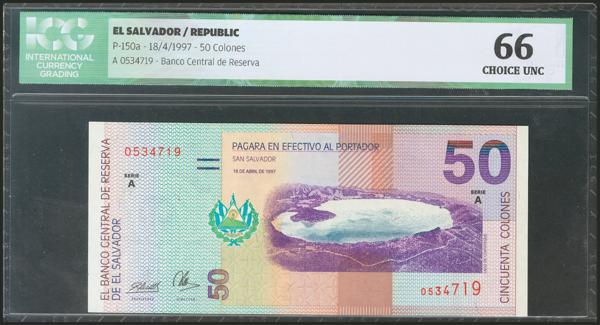 ICG
INTERNATIONAL
CURRENCY
GRADING
EL SALVADOR / REPUBLIC
P-150a - 18/4/1997 - 50 Colones
A 0534719 - Banco Central de Reserva
66
CHOICE UNC
EL BANCO CENTRAL DE RESERVA
DE EL SALVADOR
0534719
SERIE
A
PAGARA EN EFECTIVO AL PORTADOR
SAN SALVADOR
18 DE ABRIL DE 1997
50
SERIE
A
CINCUENTA COLONES
50
0534719